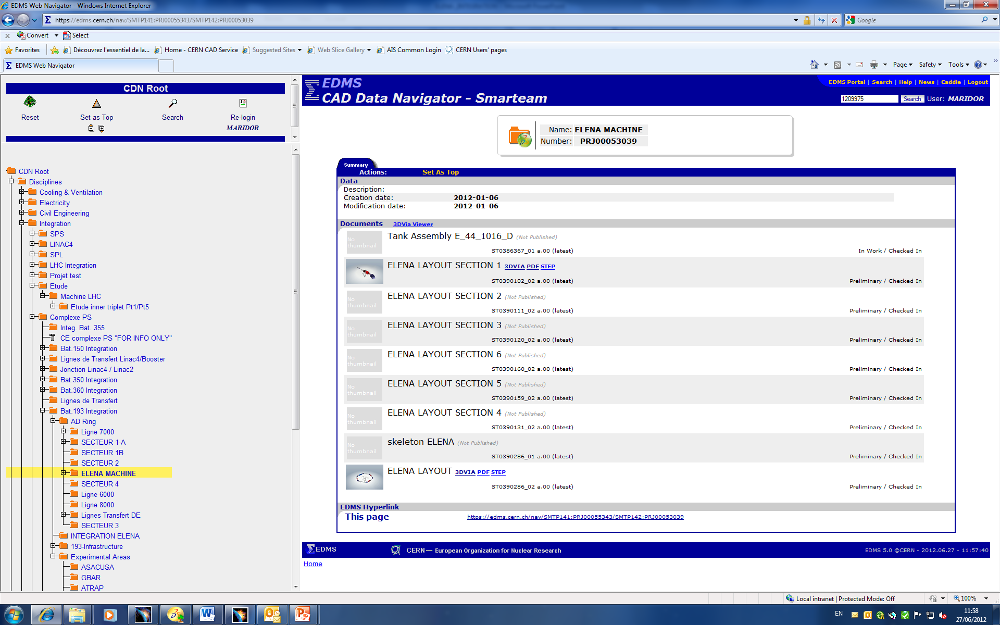 EDMS Web Navigator - Windows Internet Explorer
https://edms.cern.ch/nav/SMTP141:PRJ00055343/SMTP142:PRJ00053039
Google
x Convert Select
Favorites Découvrez l'essentiel de la... Home - CERN CAD Service Suggested Sites Web Slice Gallery AIS Common Login CERN Users' pages
EDMS Web Navigator
Page Safety Tools
CDN Root
Reset Set as Top Search Re-login
MARIDOR
CDN Root
Disciplines
Cooling & Ventilation
Electricity
Civil Engineering
Integration
SPS
LINAC4
SPL
LHC Integration
Projet test
Etude
Machine LHC
Etude inner triplet Pt1/Pt5
Complexe PS
Integ. Bat. 355
CE complexe PS "FOR INFO ONLY"
Bat.150 Integration
Lignes de Transfert Linac4/Booster
Jonction Linac4 / Linac2
Bat.350 Integration
Bat.360 Integration
Lignes de Transfert
Bat.193 Integration
AD Ring
Ligne 7000
SECTEUR 1-A
SECTEUR 1B
SECTEUR 2
ELENA MACHINE
SECTEUR 4
Ligne 6000
Ligne 8000
Lignes Transfert DE
SECTEUR 3
INTEGRATION ELENA
193-Infrastructure
Experimental Areas
ASACUSA
GBAR
ATRAP
EDMS
CAD Data Navigator - Smarteam
EDMS Portal | Search | Help | News | Caddie | Logout
1209975 Search User: MARIDOR
Name: ELENA MACHINE
Number: PRJ00053039
Summary
Actions: Set As Top
Data
Description:
Creation date: 2012-01-06
Modification date: 2012-01-06
Documents 3DVia Viewer
No thumbnail
Tank Assembly E_44_1016_D (Not Published)
ST0386367_01 a.00 (latest) In Work / Checked In
ELENA LAYOUT SECTION 1 3DVIA PDF STEP
ST0390102_02 a.00 (latest) Preliminary / Checked In
No thumbnail
ELENA LAYOUT SECTION 2 (Not Published)
ST0390111_02 a.00 (latest) Preliminary / Checked In
No thumbnail
ELENA LAYOUT SECTION 3 (Not Published)
ST0390120_02 a.00 (latest) Preliminary / Checked In
No thumbnail
ELENA LAYOUT SECTION 6 (Not Published)
ST0390160_02 a.00 (latest) Preliminary / Checked In
No thumbnail
ELENA LAYOUT SECTION 5 (Not Published)
ST0390159_02 a.00 (latest) Preliminary / Checked In
No thumbnail
ELENA LAYOUT SECTION 4 (Not Published)
ST0390131_02 a.00 (latest) Preliminary / Checked In
No thumbnail
skeleton ELENA (Not Published)
ST0390286_01 a.00 (latest) Preliminary / Checked In
ELENA LAYOUT 3DVIA PDF STEP
ST0390286_02 a.00 (latest) Preliminary / Checked In
EDMS Hyperlink
This page https://edms.cern.ch/nav/SMTP141:PRJ00055343/SMTP142:PRJ00053039
EDMS CERN — European Organization for Nuclear Research EDMS 5.0 ©CERN - 2012.06.27 - 11:57:40
Home
Local intranet | Protected Mode: Off 100%
EN 11:58
27/06/2012